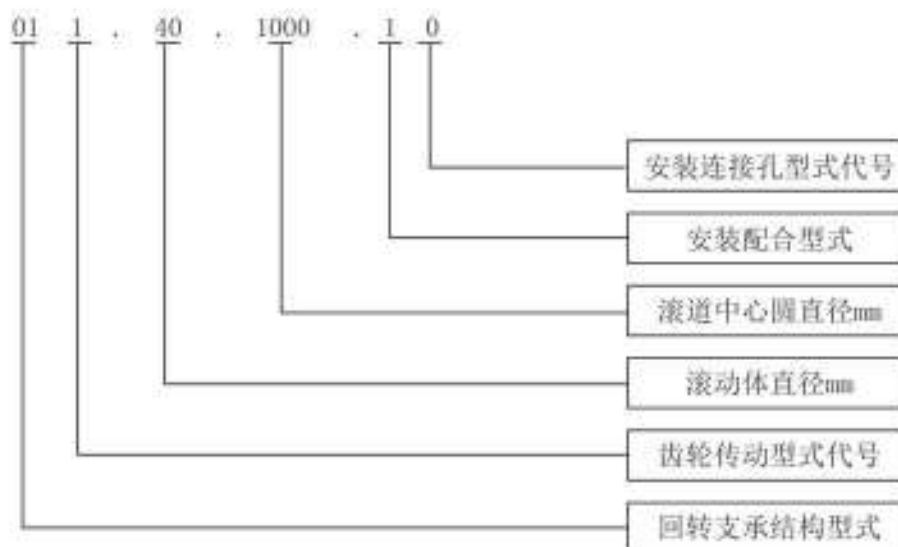 01 1 . 40 . 1000 . 1 0
安装连接孔型式代号
安装配合型式
滚道中心圆直径mm
滚动体直径mm
齿轮传动型式代号
回转支承结构型式